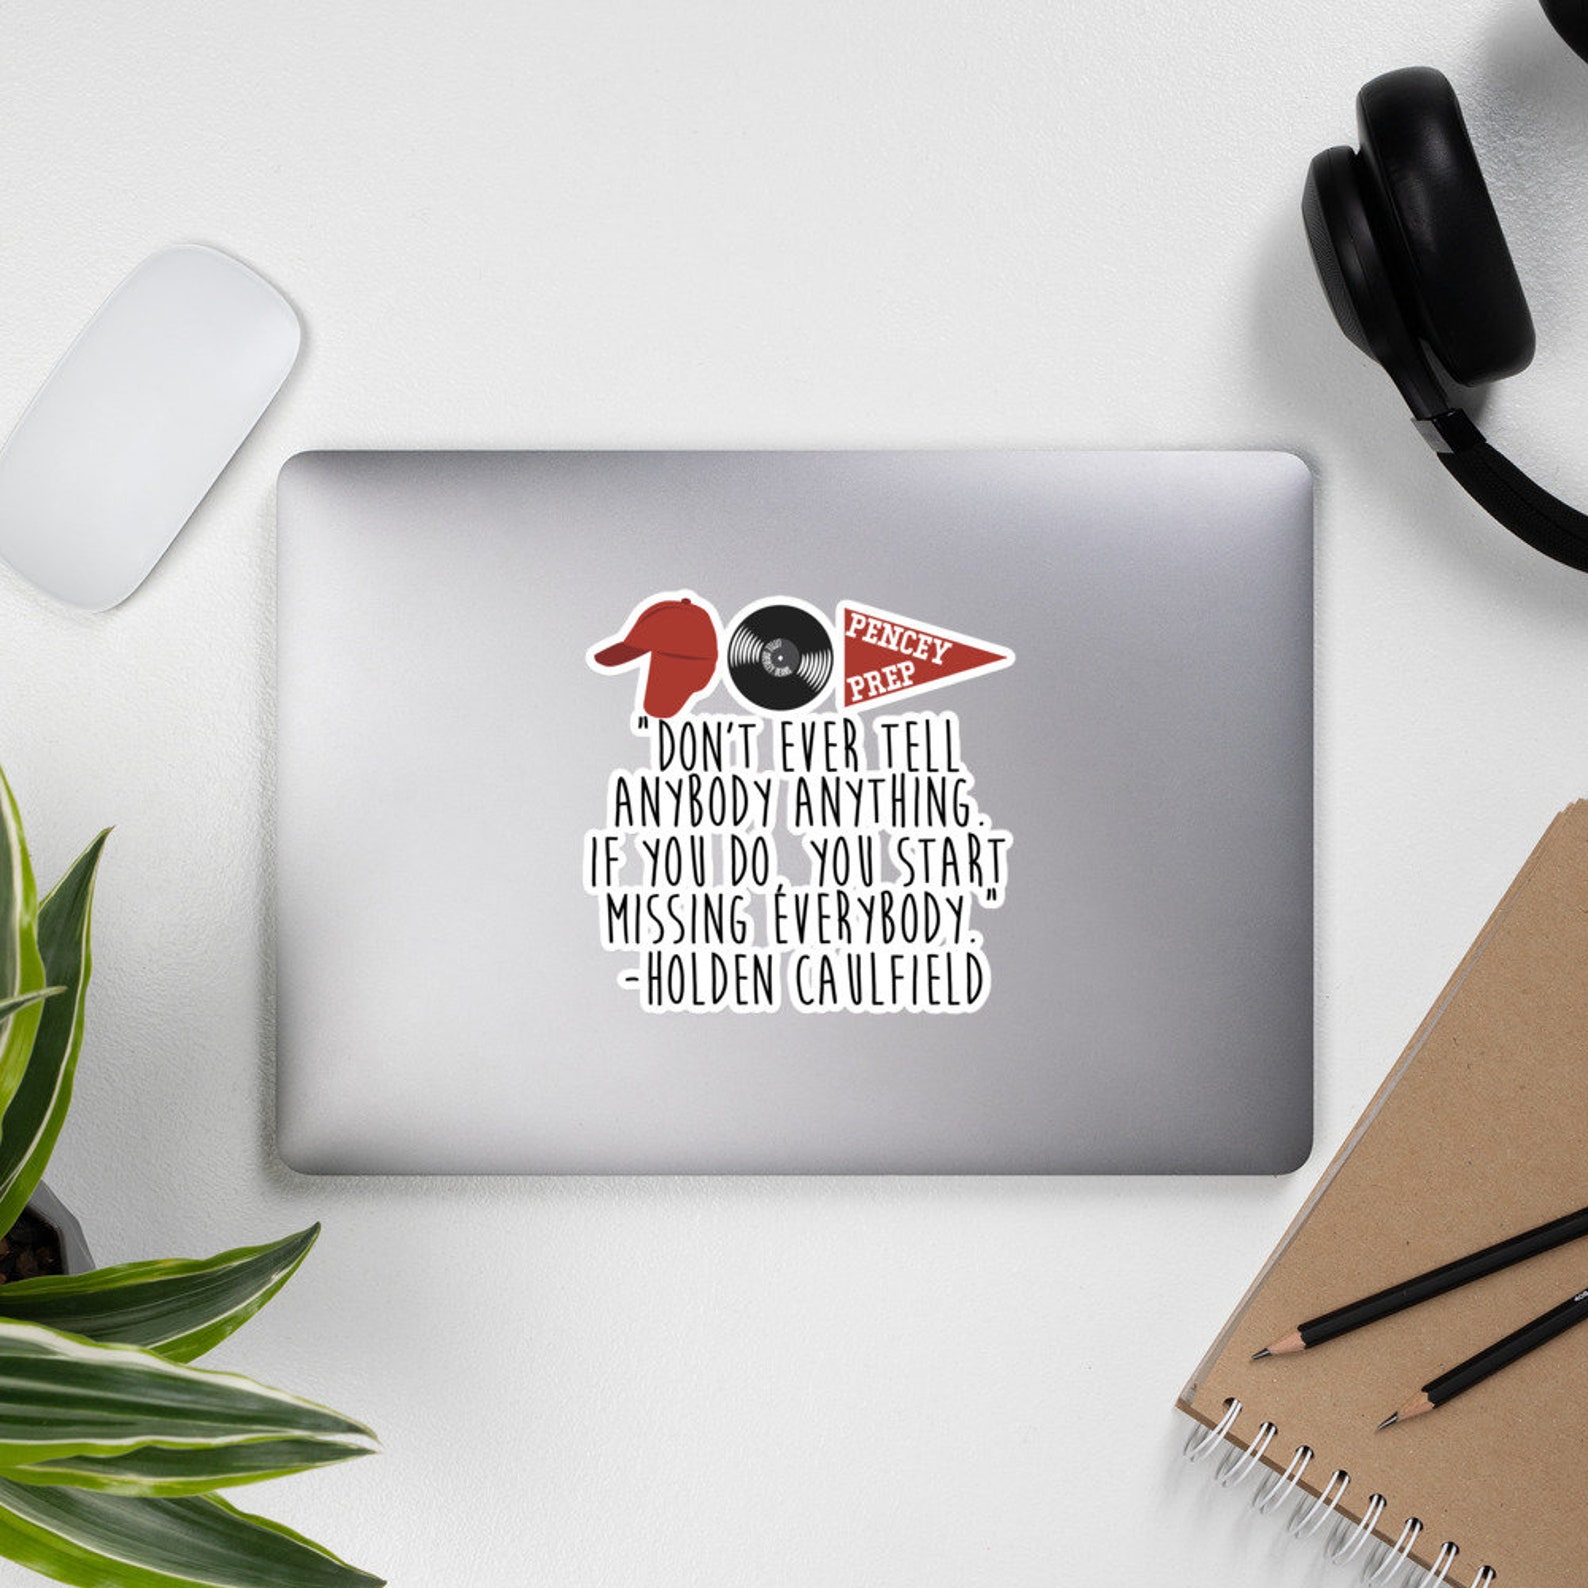 PENCEY
PREP
"DON'T EVER TELL
ANYBODY ANYTHING.
IF YOU DO, YOU START
MISSING EVERYBODY."
-HOLDEN CAULFIELD